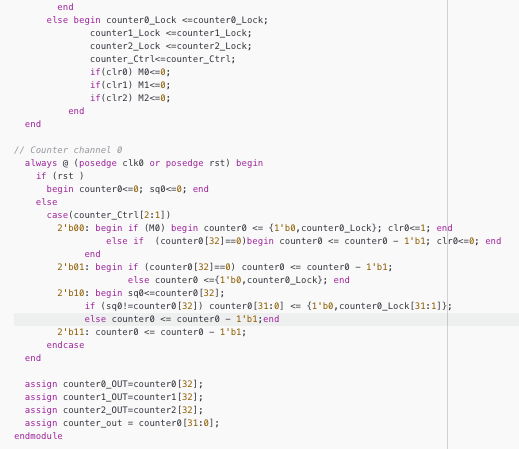 end
else begin counter0_Lock <=counter0_Lock;
counter1_Lock <=counter1_Lock;
counter2_Lock <=counter2_Lock;
counter_Ctrl<=counter_Ctrl;
if(clr0) M0<=0;
if(clr1) M1<=0;
if(clr2) M2<=0;
end
end
// Counter channel 0
always @ (posedge clk0 or posedge rst) begin
if (rst )
begin counter0<=0; sq0<=0; end
else
case(counter_Ctrl[2:1])
2'b00: begin if (M0) begin counter0 <= {1'b0,counter0_Lock}; clr0<=1; end
else if  (counter0[32]==0)begin counter0 <= counter0 - 1'b1; clr0<=0; end
end
2'b01: begin if (counter0[32]==0) counter0 <= counter0 - 1'b1;
else counter0 <={1'b0,counter0_Lock}; end
2'b10: begin sq0<=counter0[32];
if (sq0!=counter0[32]) counter0[31:0] <= {1'b0,counter0_Lock[31:1]};
else counter0 <= counter0 - 1'b1;end
2'b11: counter0 <= counter0 - 1'b1;
endcase
end
assign counter0_OUT=counter0[32];
assign counter1_OUT=counter1[32];
assign counter2_OUT=counter2[32];
assign counter_out = counter0[31:0];
endmodule